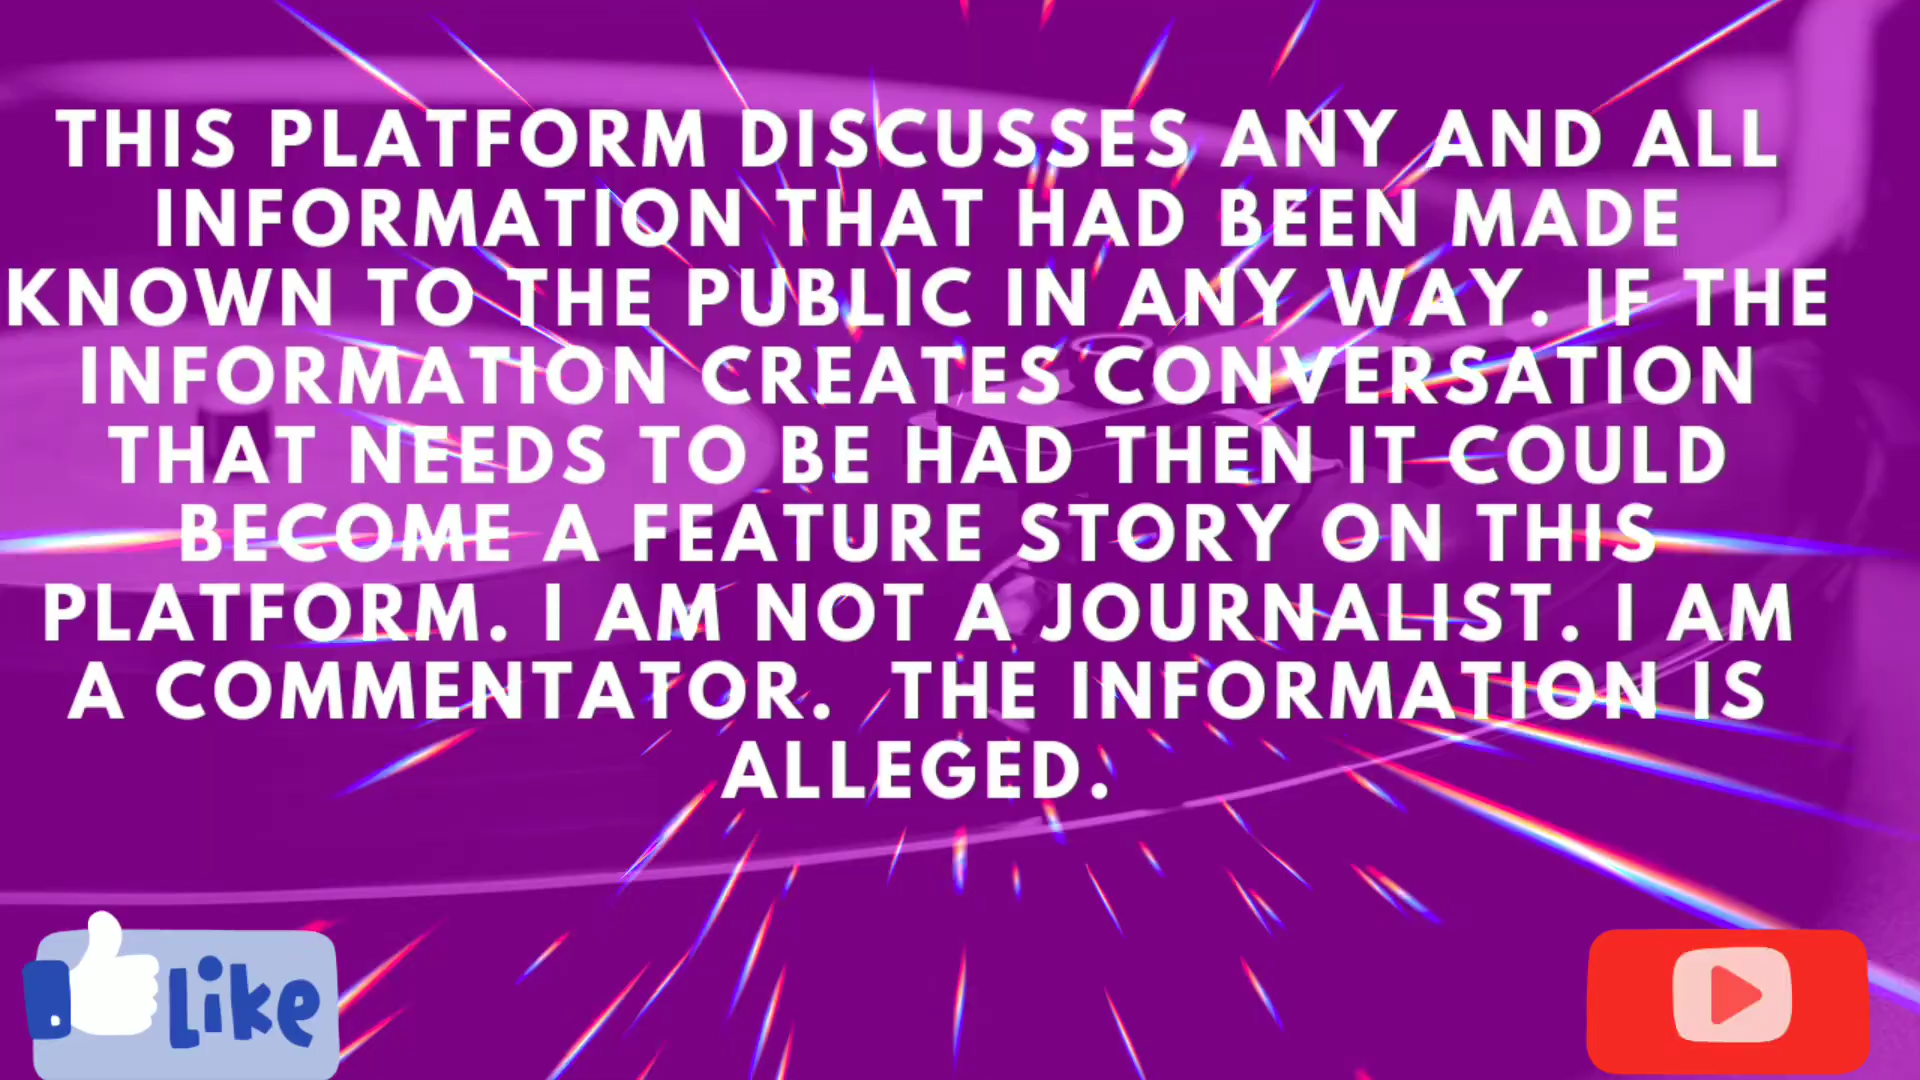 THIS PLATFORM DISCUSSES ANY AND ALL
INFORMATION THAT HAD BEEN MADE
KNOWN TO THE PUBLIC IN ANY WAY. IF THE
INFORMATION CREATES CONVERSATION
THAT NEEDS TO BE HAD THEN IT COULD
BECOME A FEATURE STORY ON THIS
PLATFORM. I AM NOT A JOURNALIST. I AM
A COMMENTATOR. THE INFORMATION IS
ALLEGED.
Like